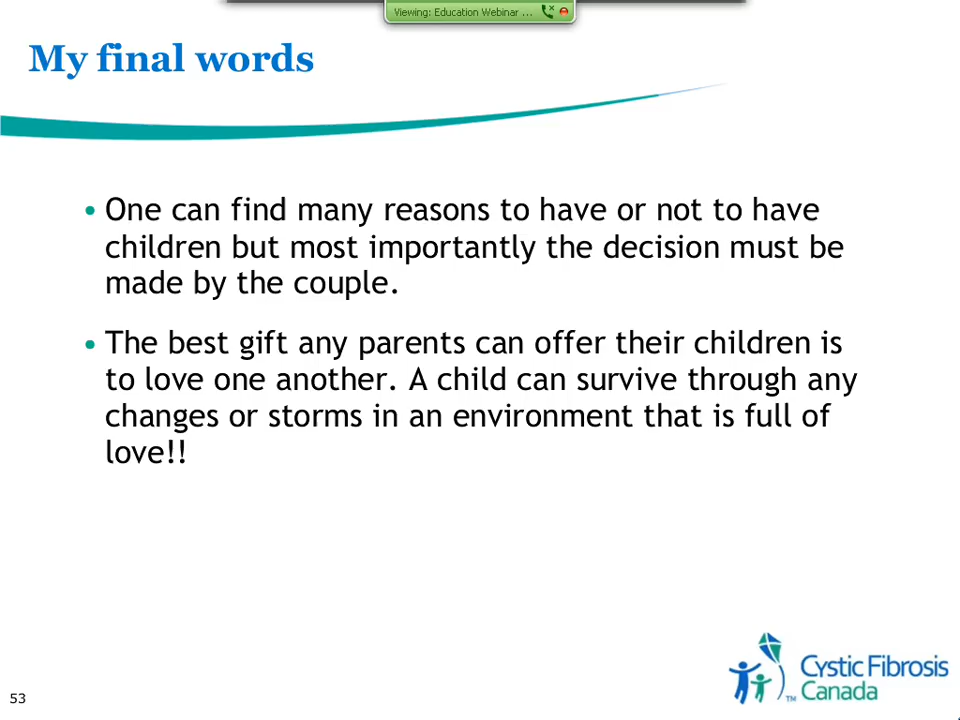 Viewing: Education Webinar ...
My final words
• One can find many reasons to have or not to have
children but most importantly the decision must be
made by the couple.
• The best gift any parents can offer their children is
to love one another. A child can survive through any
changes or storms in an environment that is full of
love!!
Cystic Fibrosis
™ Canada
53